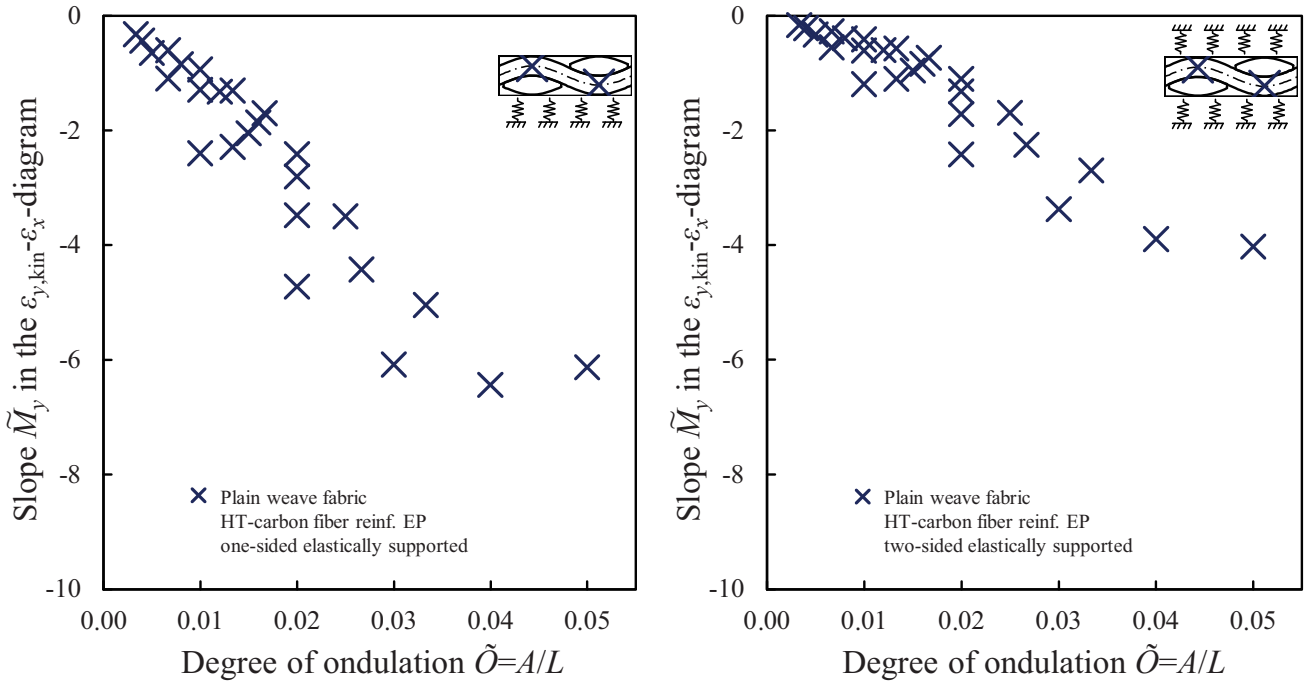 0
-2
-4
-6
-8
-10
Slope M̃y in the εy,kin-εx-diagram
Plain weave fabric
HT-carbon fiber reinf. EP
one-sided elastically supported
0.00 0.01 0.02 0.03 0.04 0.05
Degree of ondulation Õ=A/L
0
-2
-4
-6
-8
-10
Slope M̃y in the εy,kin-εx-diagram
Plain weave fabric
HT-carbon fiber reinf. EP
two-sided elastically supported
0.00 0.01 0.02 0.03 0.04 0.05
Degree of ondulation Õ=A/L